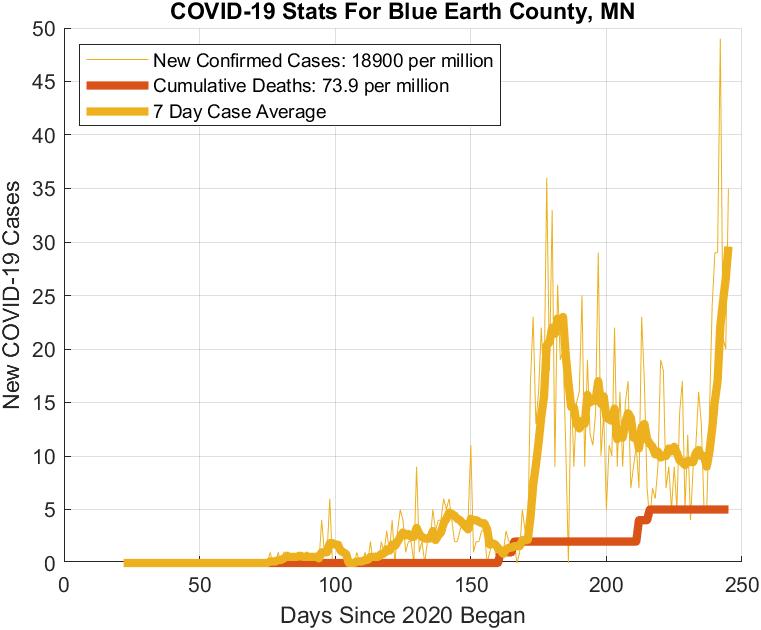 COVID-19 Stats For Blue Earth County, MN
50
45
40
35
30
25
20
15
10
5
0
New COVID-19 Cases
New Confirmed Cases: 18900 per million
Cumulative Deaths: 73.9 per million
7 Day Case Average
0 50 100 150 200 250
Days Since 2020 Began